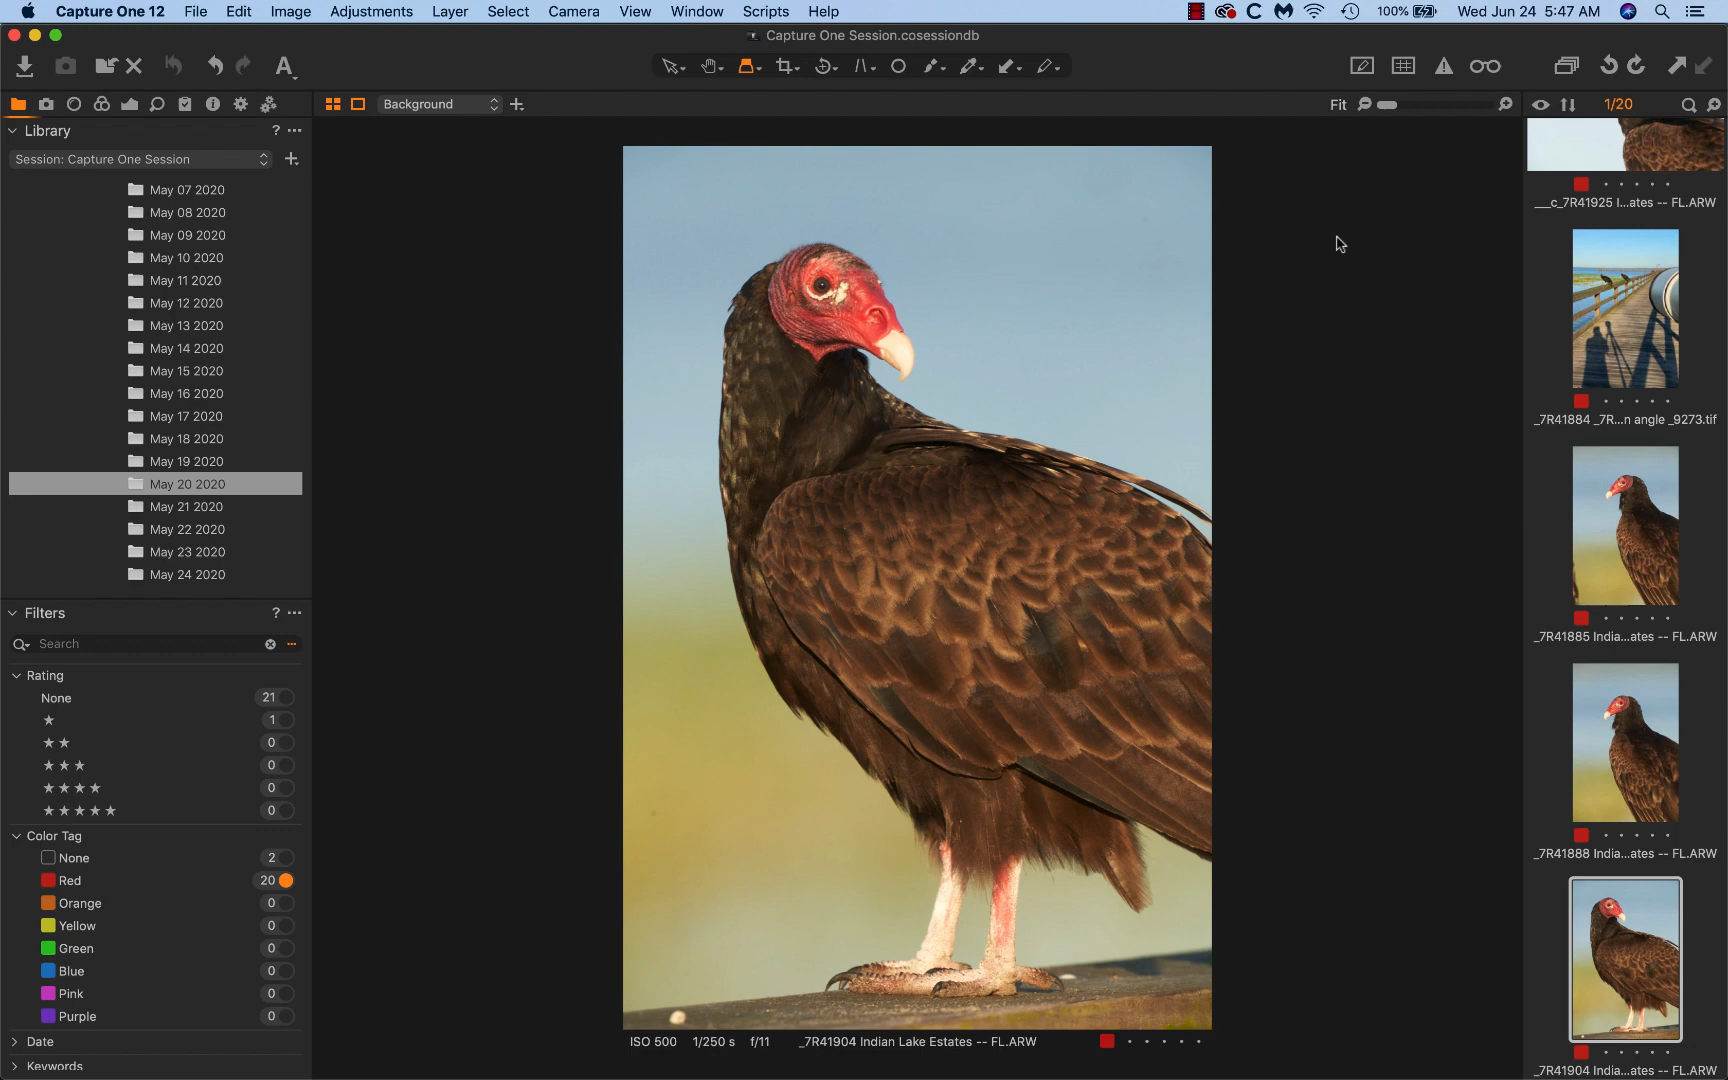 Capture One 12 File Edit Image Adjustments Layer Select Camera View Window Scripts Help 100% Wed Jun 24 5:47 AM
Capture One Session.cosessiondb
Background Fit 1/20
Library ?
Session: Capture One Session
May 07 2020
May 08 2020
May 09 2020
May 10 2020
May 11 2020
May 12 2020
May 13 2020
May 14 2020
May 15 2020
May 16 2020
May 17 2020
May 18 2020
May 19 2020
May 20 2020
May 21 2020
May 22 2020
May 23 2020
May 24 2020
Filters ?
Search
Rating
None 21
1
0
0
0
0
Color Tag
None 2
Red 20
Orange 0
Yellow 0
Green 0
Blue 0
Pink 0
Purple 0
Date
Keywords
ISO 500 1/250 s f/11 _7R41904 Indian Lake Estates -- FL.ARW
___c_7R41925 I...ates -- FL.ARW
_7R41884 _7R...n angle _9273.tif
_7R41885 India...ates -- FL.ARW
_7R41888 India...ates -- FL.ARW
_7R41904 India...ates -- FL.ARW